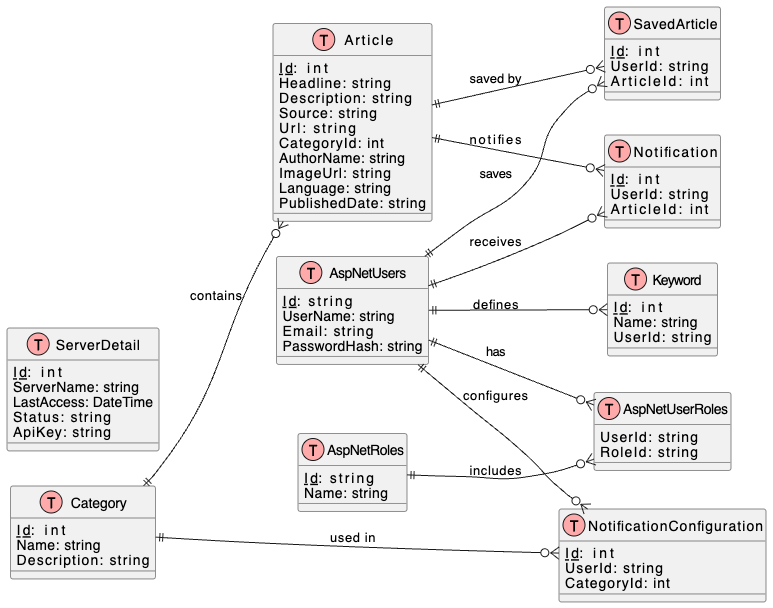 T Article
Id: int
Headline: string
Description: string
Source: string
Url: string
CategoryId: int
AuthorName: string
ImageUrl: string
Language: string
PublishedDate: string
T SavedArticle
Id: int
UserId: string
ArticleId: int
saved by
notifies
saves
T Notification
Id: int
UserId: string
ArticleId: int
receives
T AspNetUsers
Id: string
UserName: string
Email: string
PasswordHash: string
defines
T Keyword
Id: int
Name: string
UserId: string
contains
T ServerDetail
Id: int
ServerName: string
LastAccess: DateTime
Status: string
ApiKey: string
has
configures
T AspNetUserRoles
UserId: string
RoleId: string
T AspNetRoles
Id: string
Name: string
includes
T Category
Id: int
Name: string
Description: string
used in
T NotificationConfiguration
Id: int
UserId: string
CategoryId: int